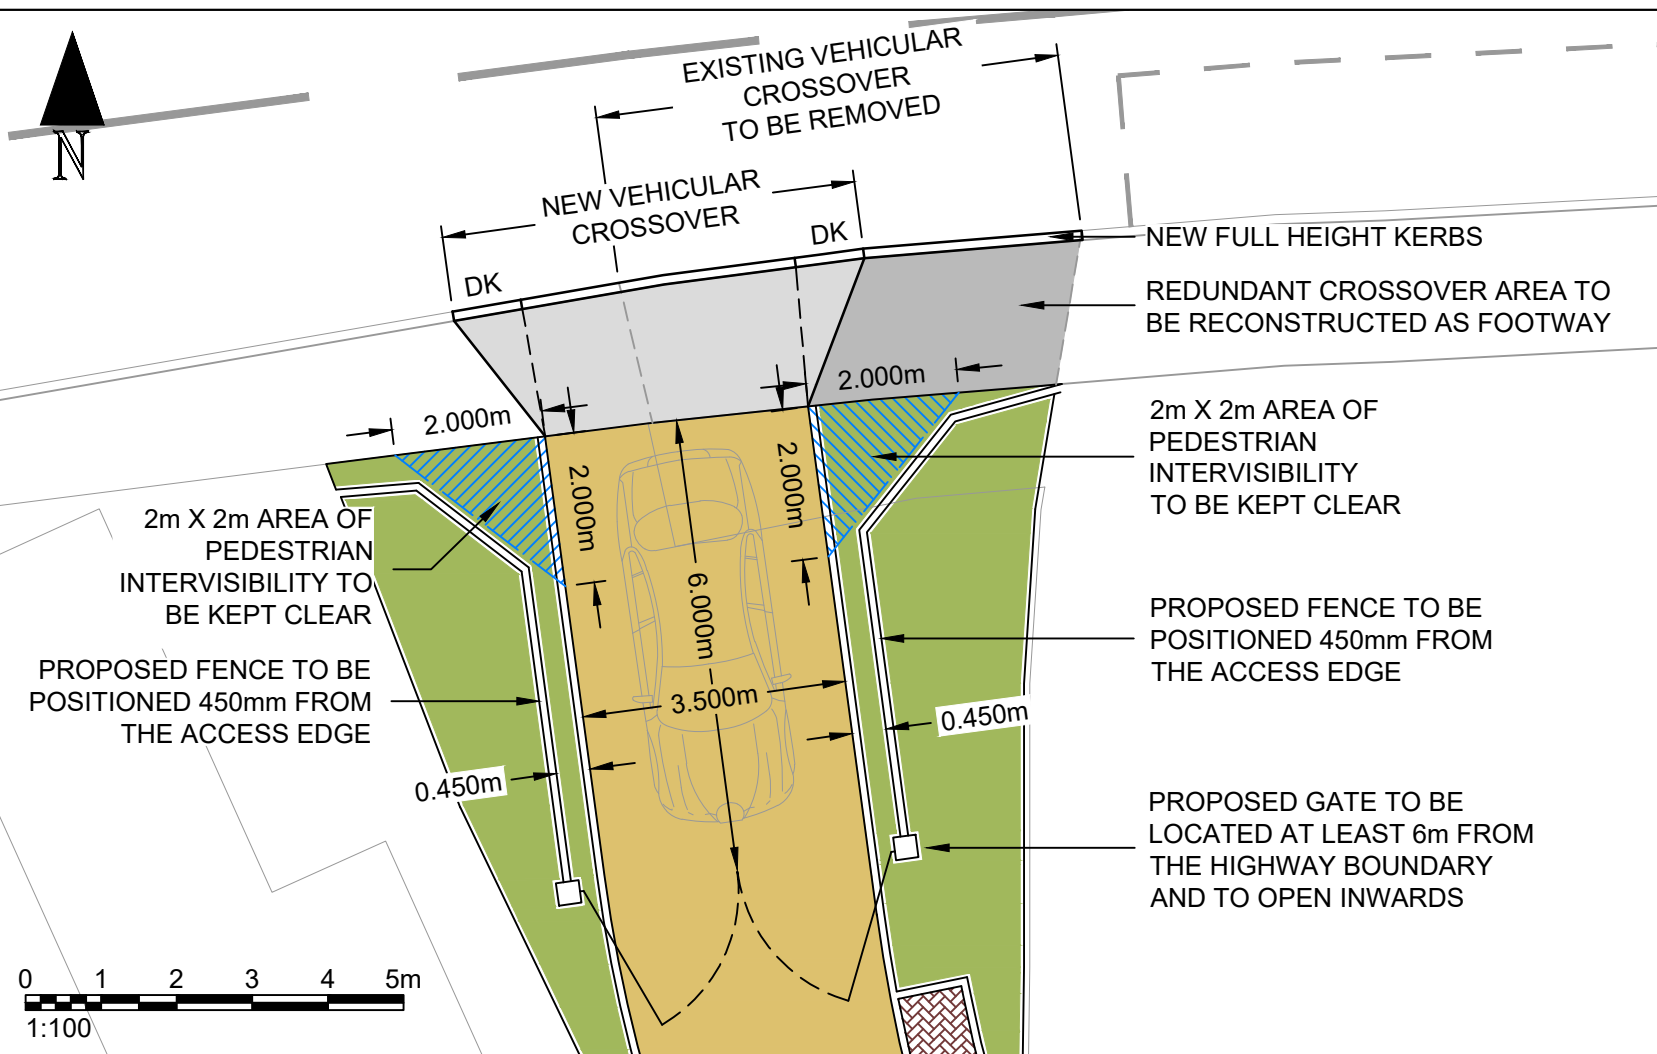 N
EXISTING VEHICULAR
CROSSOVER
TO BE REMOVED
NEW VEHICULAR
CROSSOVER
DK
DK
NEW FULL HEIGHT KERBS
REDUNDANT CROSSOVER AREA TO
BE RECONSTRUCTED AS FOOTWAY
2.000m
2.000m
2.000m
2.000m
2m X 2m AREA OF
PEDESTRIAN
INTERVISIBILITY
TO BE KEPT CLEAR
2m X 2m AREA OF
PEDESTRIAN
INTERVISIBILITY TO
BE KEPT CLEAR
6.000m
3.500m
PROPOSED FENCE TO BE
POSITIONED 450mm FROM
THE ACCESS EDGE
PROPOSED FENCE TO BE
POSITIONED 450mm FROM
THE ACCESS EDGE
0.450m
0.450m
PROPOSED GATE TO BE
LOCATED AT LEAST 6m FROM
THE HIGHWAY BOUNDARY
AND TO OPEN INWARDS
0 1 2 3 4 5m
1:100